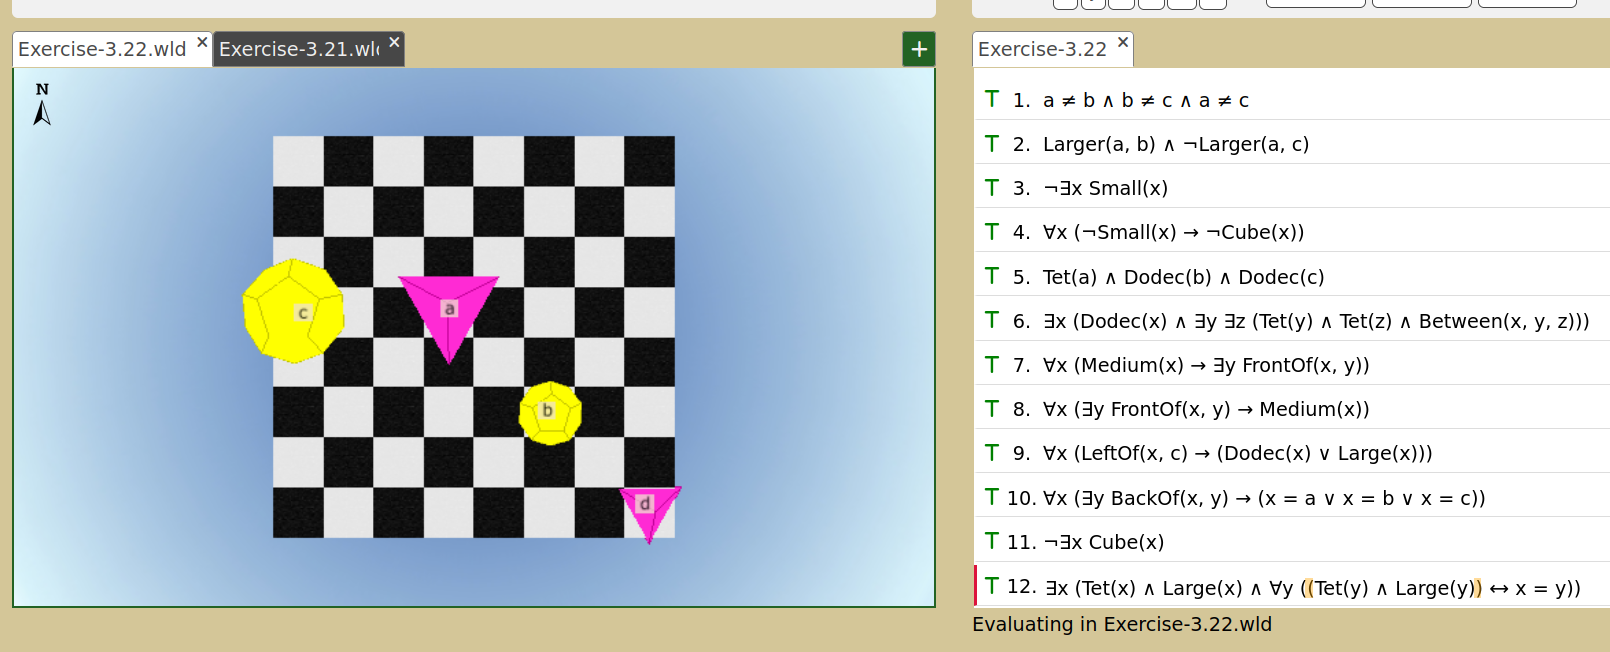 Exercise-3.22.wld × Exercise-3.21.wl × +
Exercise-3.22 ×
N
c
a
b
d
T 1. a ≠ b ∧ b ≠ c ∧ a ≠ c
T 2. Larger(a, b) ∧ ¬Larger(a, c)
T 3. ¬∃x Small(x)
T 4. ∀x (¬Small(x) → ¬Cube(x))
T 5. Tet(a) ∧ Dodec(b) ∧ Dodec(c)
T 6. ∃x (Dodec(x) ∧ ∃y ∃z (Tet(y) ∧ Tet(z) ∧ Between(x, y, z)))
T 7. ∀x (Medium(x) → ∃y FrontOf(x, y))
T 8. ∀x (∃y FrontOf(x, y) → Medium(x))
T 9. ∀x (LeftOf(x, c) → (Dodec(x) ∨ Large(x)))
T 10. ∀x (∃y BackOf(x, y) → (x = a ∨ x = b ∨ x = c))
T 11. ¬∃x Cube(x)
T 12. ∃x (Tet(x) ∧ Large(x) ∧ ∀y ((Tet(y) ∧ Large(y)) ↔ x = y))
Evaluating in Exercise-3.22.wld